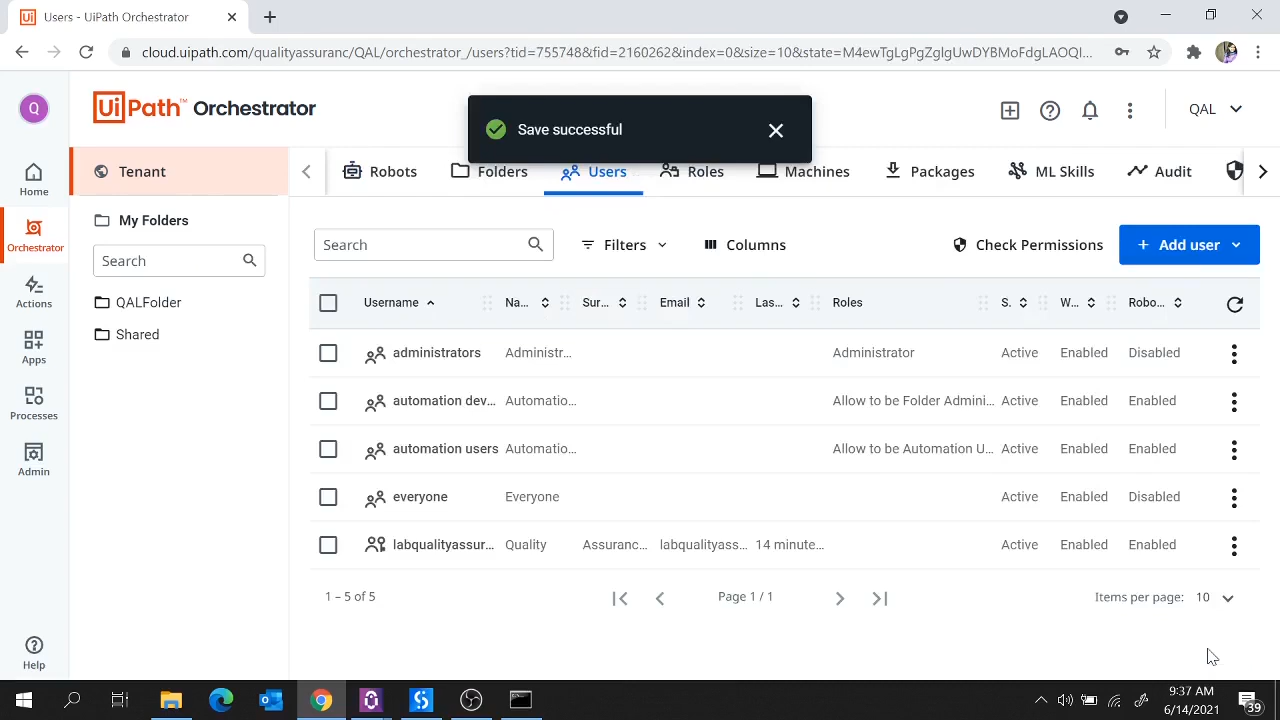 Users - UiPath Orchestrator
cloud.uipath.com/qualityassuranc/QAL/orchestrator_/users?tid=755748&fid=2160262&index=0&size=10&state=M4ewTgLgPgZglgUwDYBMoFdgLAOQI...
Q
Home
Orchestrator
Actions
Apps
Processes
Admin
Help
UiPath™ Orchestrator
Save successful
QAL
Tenant
My Folders
Search
QALFolder
Shared
Robots
Folders
Users
Roles
Machines
Packages
ML Skills
Audit
Search
Filters
Columns
Check Permissions
+ Add user
Username Na... Sur... Email Las... Roles S. W... Robo...
administrators Administr... Administrator Active Enabled Disabled
automation dev... Automatio... Allow to be Folder Admini... Active Enabled Enabled
automation users Automatio... Allow to be Automation U... Active Enabled Enabled
everyone Everyone Active Enabled Disabled
labqualityassur... Quality Assuranc... labqualityass... 14 minute... Active Enabled Enabled
1 – 5 of 5
Page 1 / 1
Items per page: 10
9:37 AM
6/14/2021
39